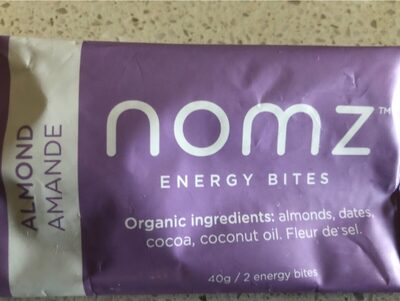 ALMOND
AMANDE
nomz™
ENERGY BITES
Organic ingredients: almonds, dates,
cocoa, coconut oil. Fleur de sel.
40g / 2 energy bites